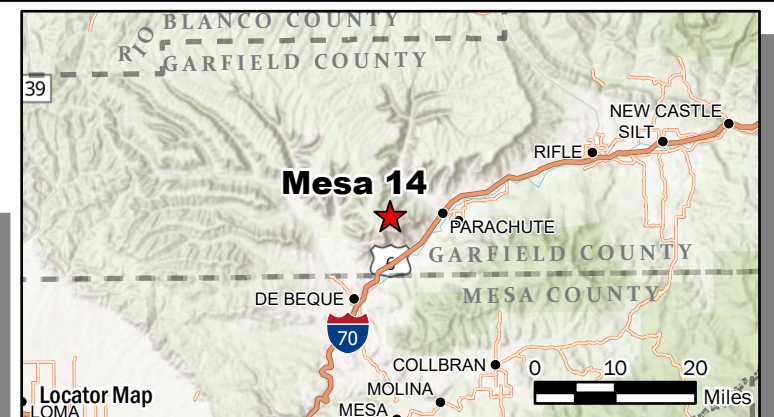 BLANCO COUNTY
RIO
GARFIELD COUNTY
39
NEW CASTLE
SILT
RIFLE
Mesa 14
PARACHUTE
6
GARFIELD COUNTY
MESA COUNTY
DE BEQUE
70
COLLBRAN
0 10 20
Miles
MOLINA
Locator Map
LOMA
MESA